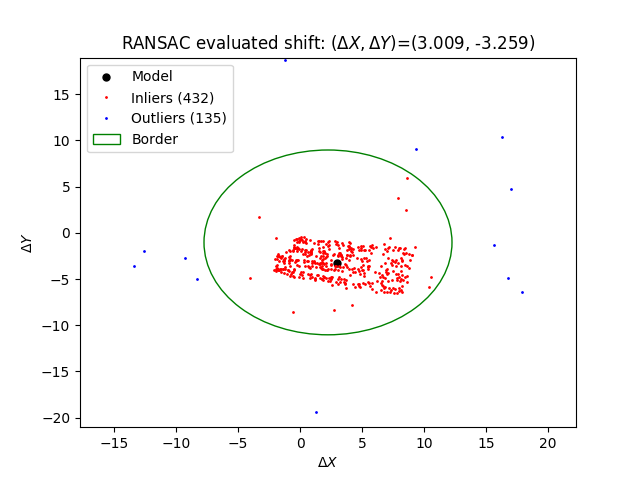 RANSAC evaluated shift: (ΔX, ΔY)=(3.009, -3.259)
Model
Inliers (432)
Outliers (135)
Border
15
10
5
0
−5
−10
−15
−20
ΔY
−15 −10 −5 0 5 10 15 20
ΔX